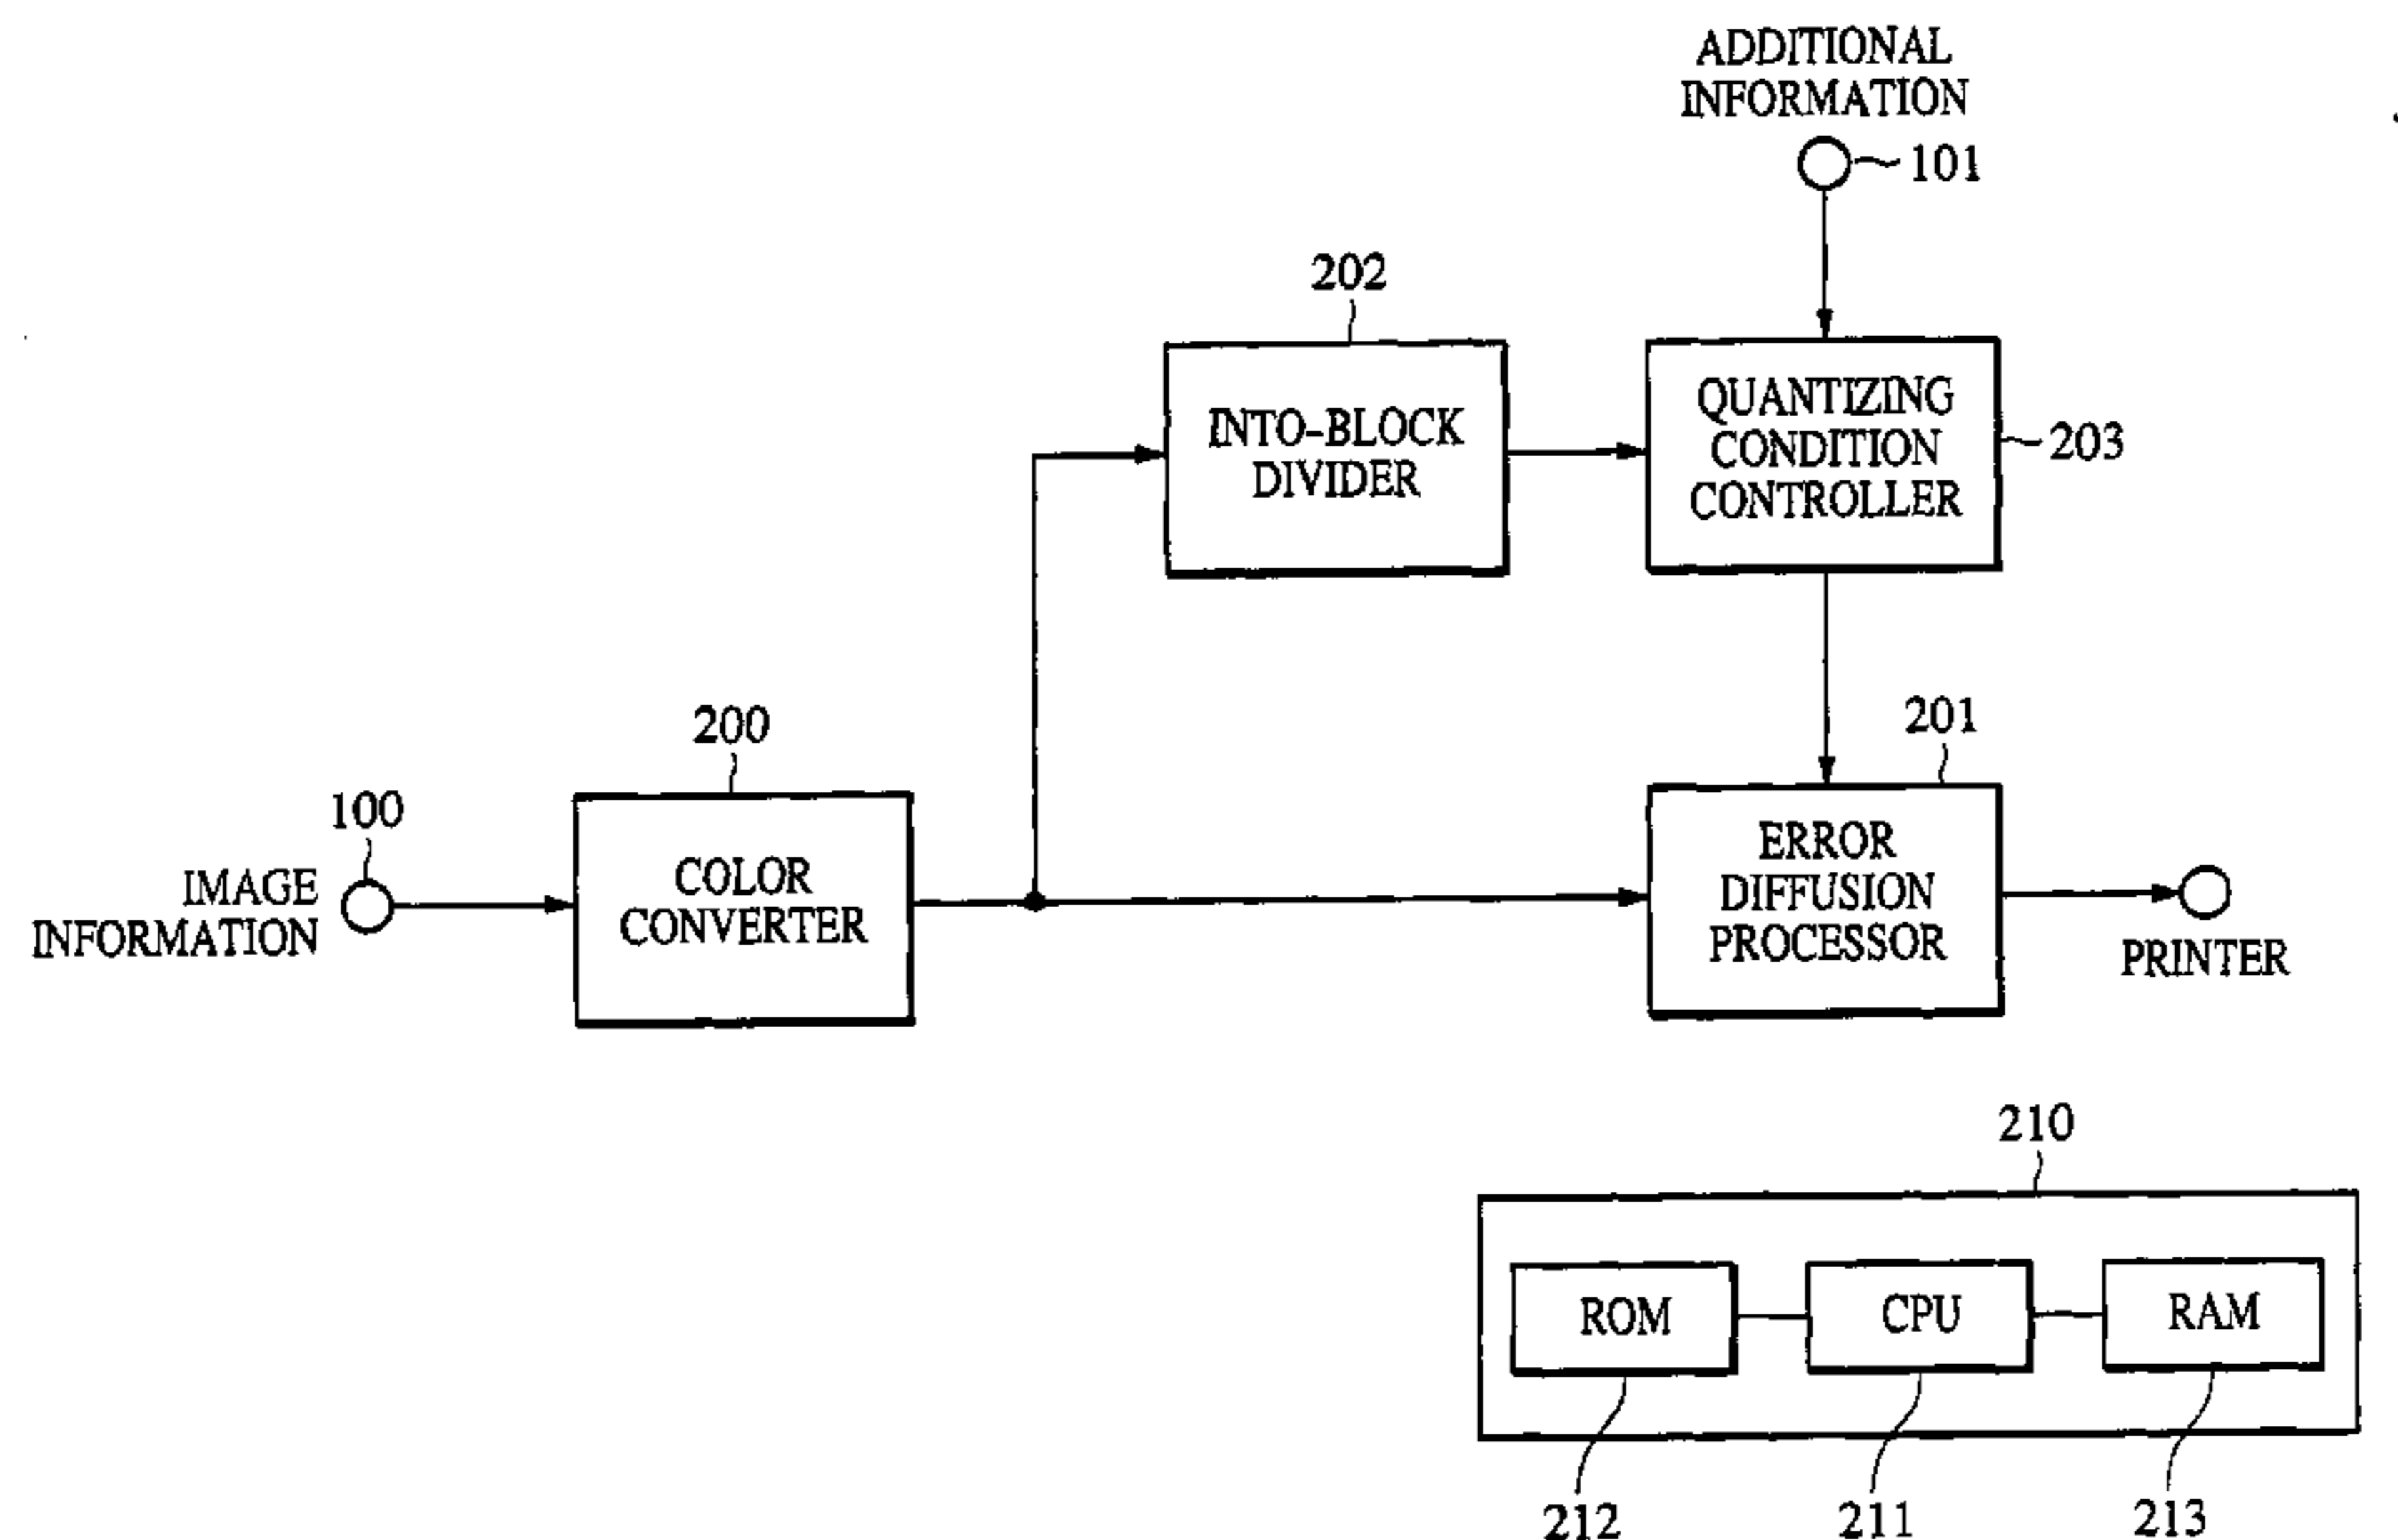 ADDITIONAL
INFORMATION
101
202
INTO-BLOCK
DIVIDER
QUANTIZING
CONDITION
CONTROLLER
203
200
201
100
IMAGE
INFORMATION
COLOR
CONVERTER
ERROR
DIFFUSION
PROCESSOR
PRINTER
210
ROM
CPU
RAM
212
211
213